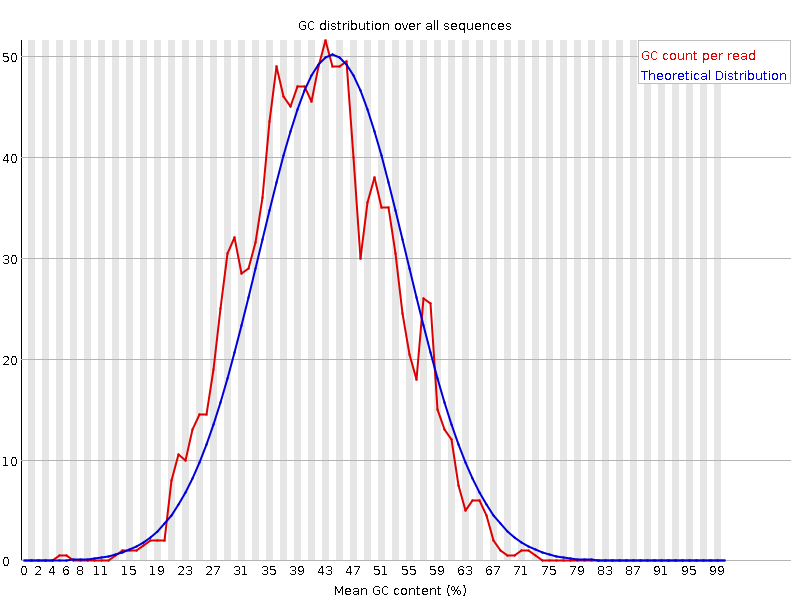 GC distribution over all sequences
GC count per read
Theoretical Distribution
50
40
30
20
10
0
0 2 4 6 8 11 15 19 23 27 31 35 39 43 47 51 55 59 63 67 71 75 79 83 87 91 95 99
Mean GC content (%)